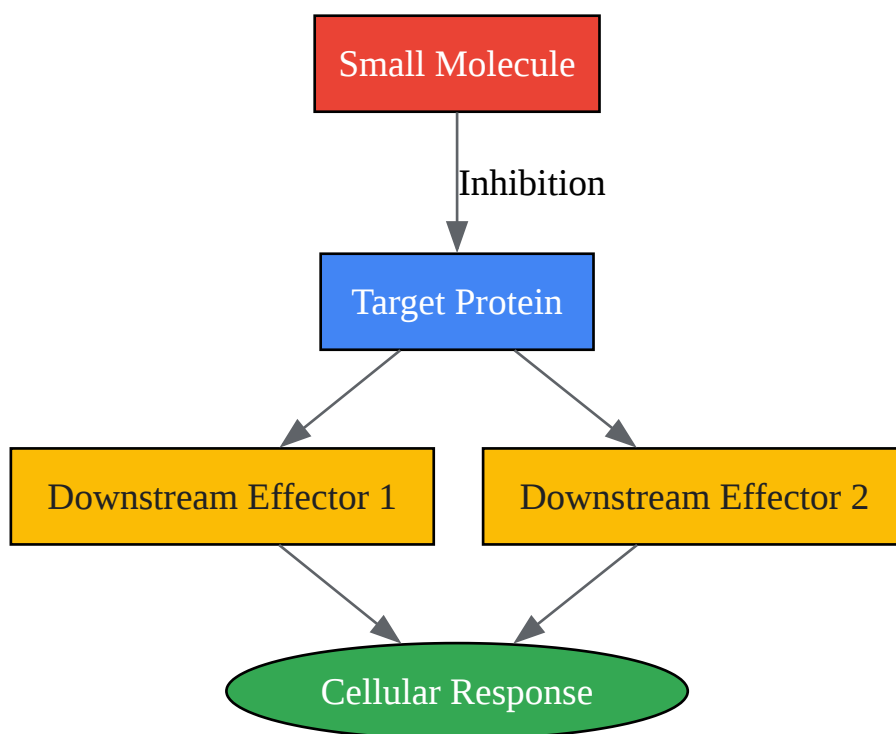 Small Molecule
Inhibition
Target Protein
Downstream Effector 1
Downstream Effector 2
Cellular Response